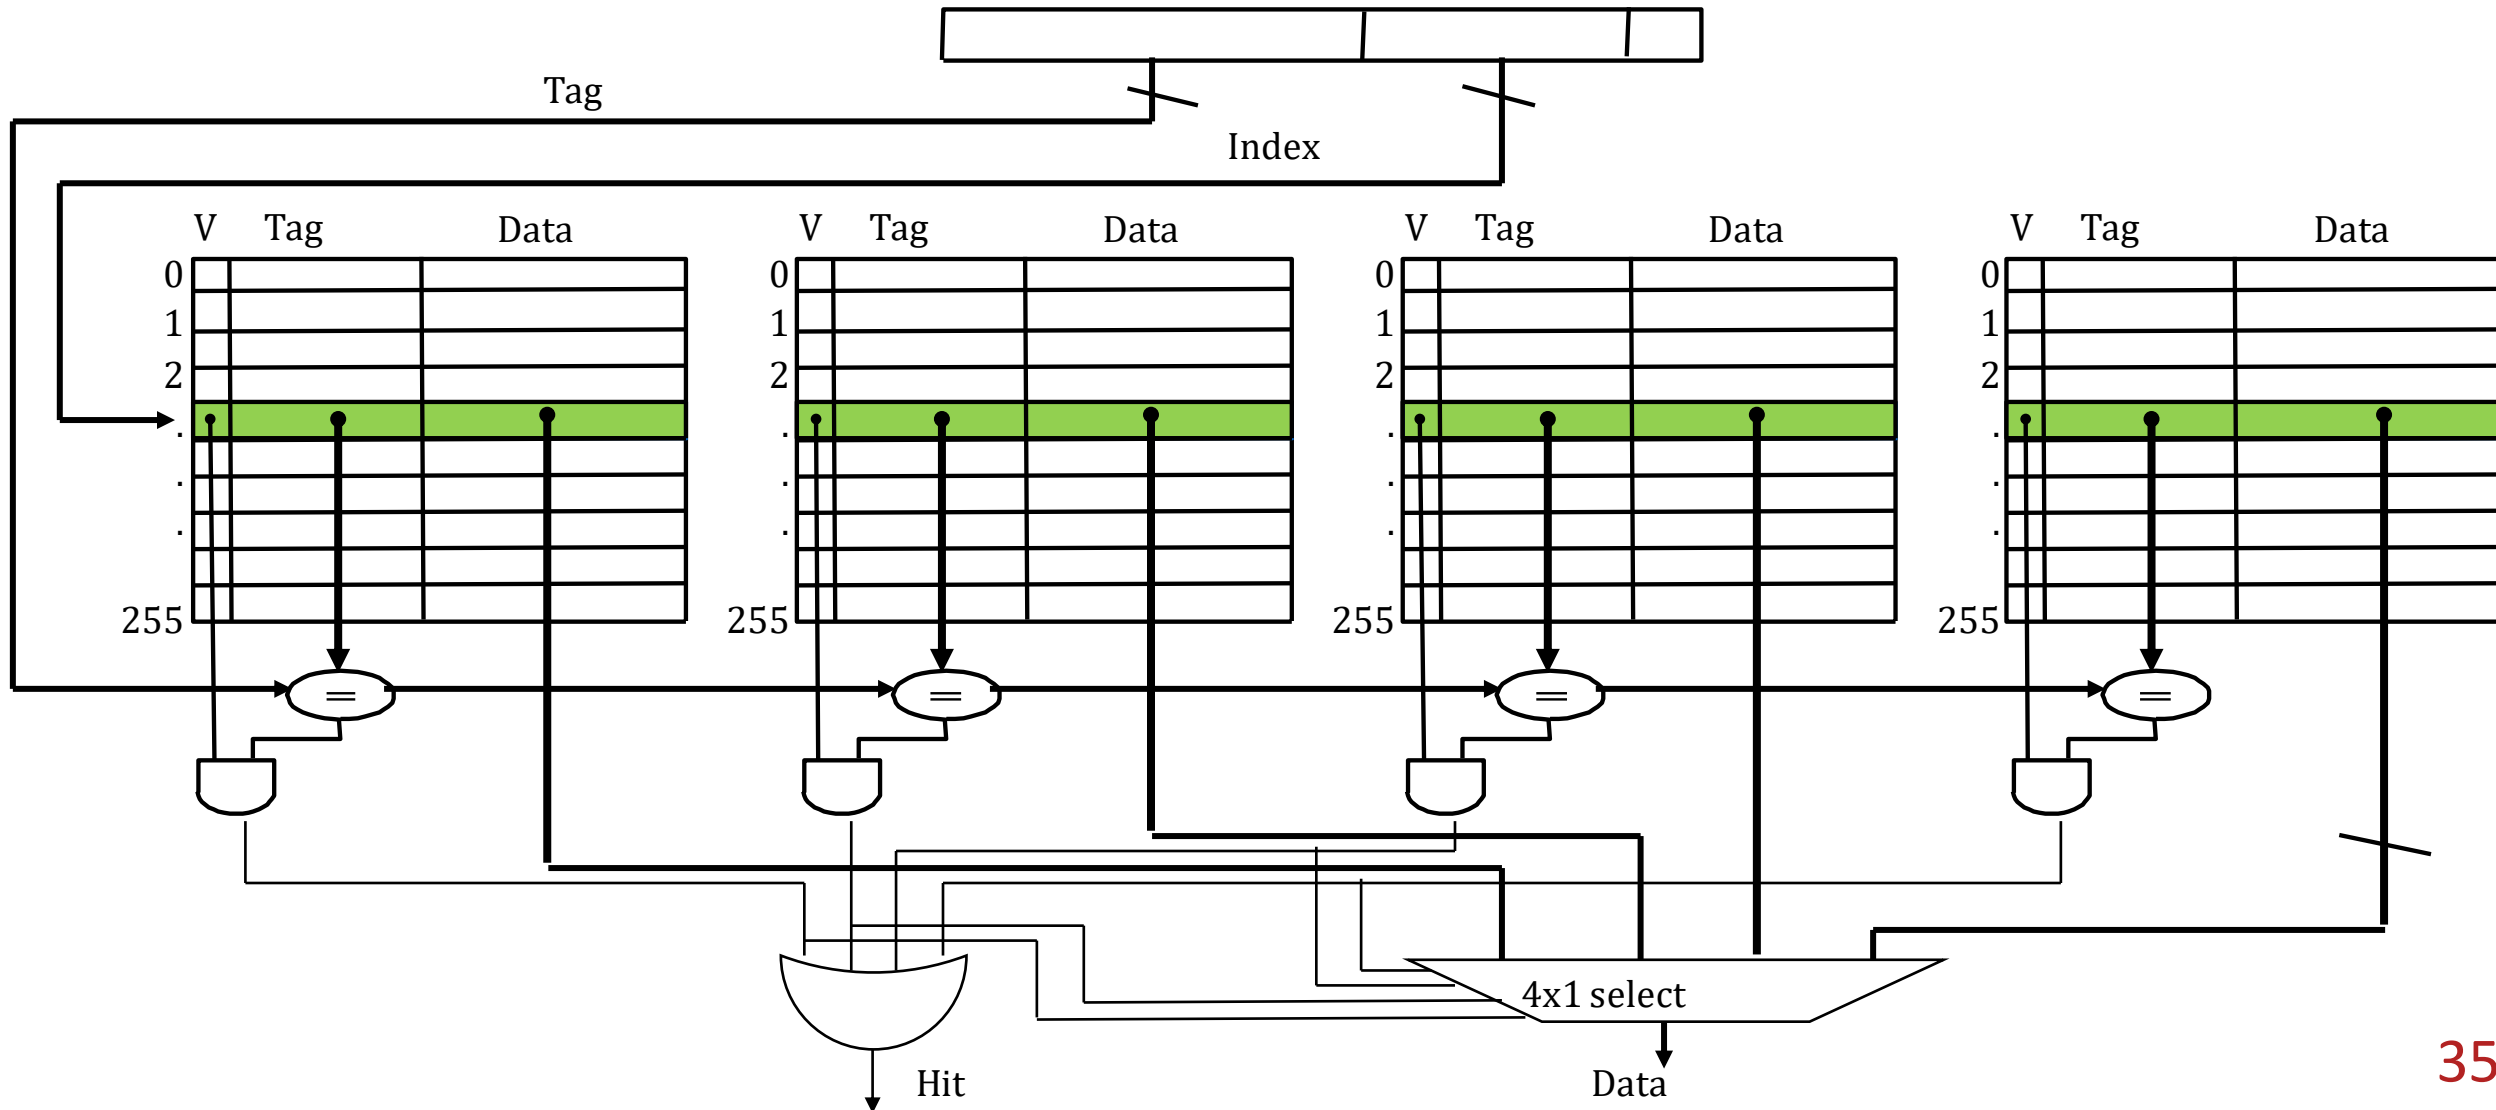 Tag
Index
V Tag Data V Tag Data V Tag Data V Tag Data
0 0 0 0
1 1 1 1
2 2 2 2
. . . .
. . . .
. . . .
255 255 255 255
= = = =
4x1 select
Hit Data
35